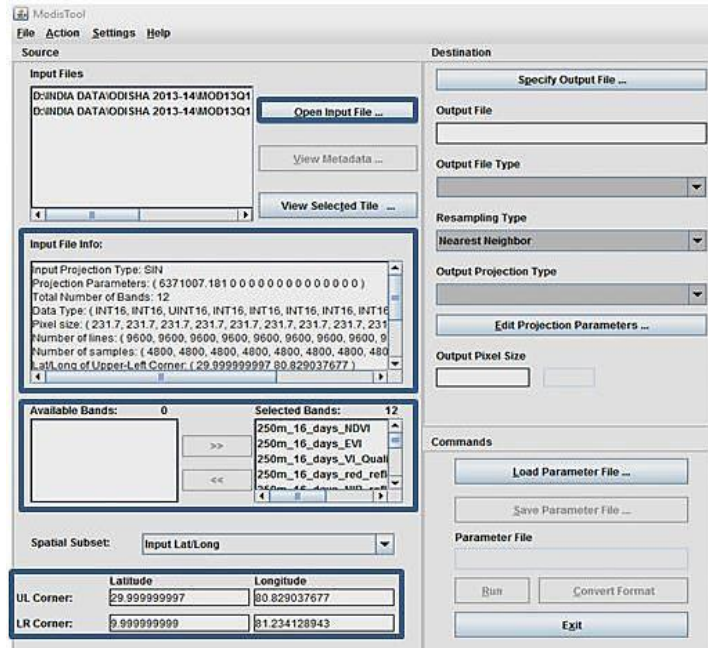 ModisTool
File Action Settings Help
Source
Input Files
D:\INDIA DATA\ODISHA 2013-14\MOD13Q1
D:\INDIA DATA\ODISHA 2013-14\MOD13Q1
Open Input File ...
View Metadata ...
View Selected Tile ...
Input File Info:
Input Projection Type: SIN
Projection Parameters: ( 6371007.181 0 0 0 0 0 0 0 0 0 0 0 0 0 0 )
Total Number of Bands: 12
Data Type: ( INT16, INT16, UINT16, INT16, INT16, INT16, INT16, INT16
Pixel size: ( 231.7, 231.7, 231.7, 231.7, 231.7, 231.7, 231.7, 231
Number of lines: ( 9600, 9600, 9600, 9600, 9600, 9600, 9600, 9600, 9
Number of samples: ( 4800, 4800, 4800, 4800, 4800, 4800, 4800, 480
Lat/Long of Upper-Left Corner: ( 29.999999997 80.829037677 )
Available Bands: 0
Selected Bands: 12
>>
<<
250m_16_days_NDVI
250m_16_days_EVI
250m_16_days_VI_Quali
250m_16_days_red_refl
250m_16_days_NIR_refl
Spatial Subset: Input Lat/Long
Latitude Longitude
UL Corner: 29.999999997 80.829037677
LR Corner: 9.999999999 81.234128943
Destination
Specify Output File ...
Output File
Output File Type
Resampling Type
Nearest Neighbor
Output Projection Type
Edit Projection Parameters ...
Output Pixel Size
Commands
Load Parameter File ...
Save Parameter File ...
Parameter File
Run Convert Format
Exit